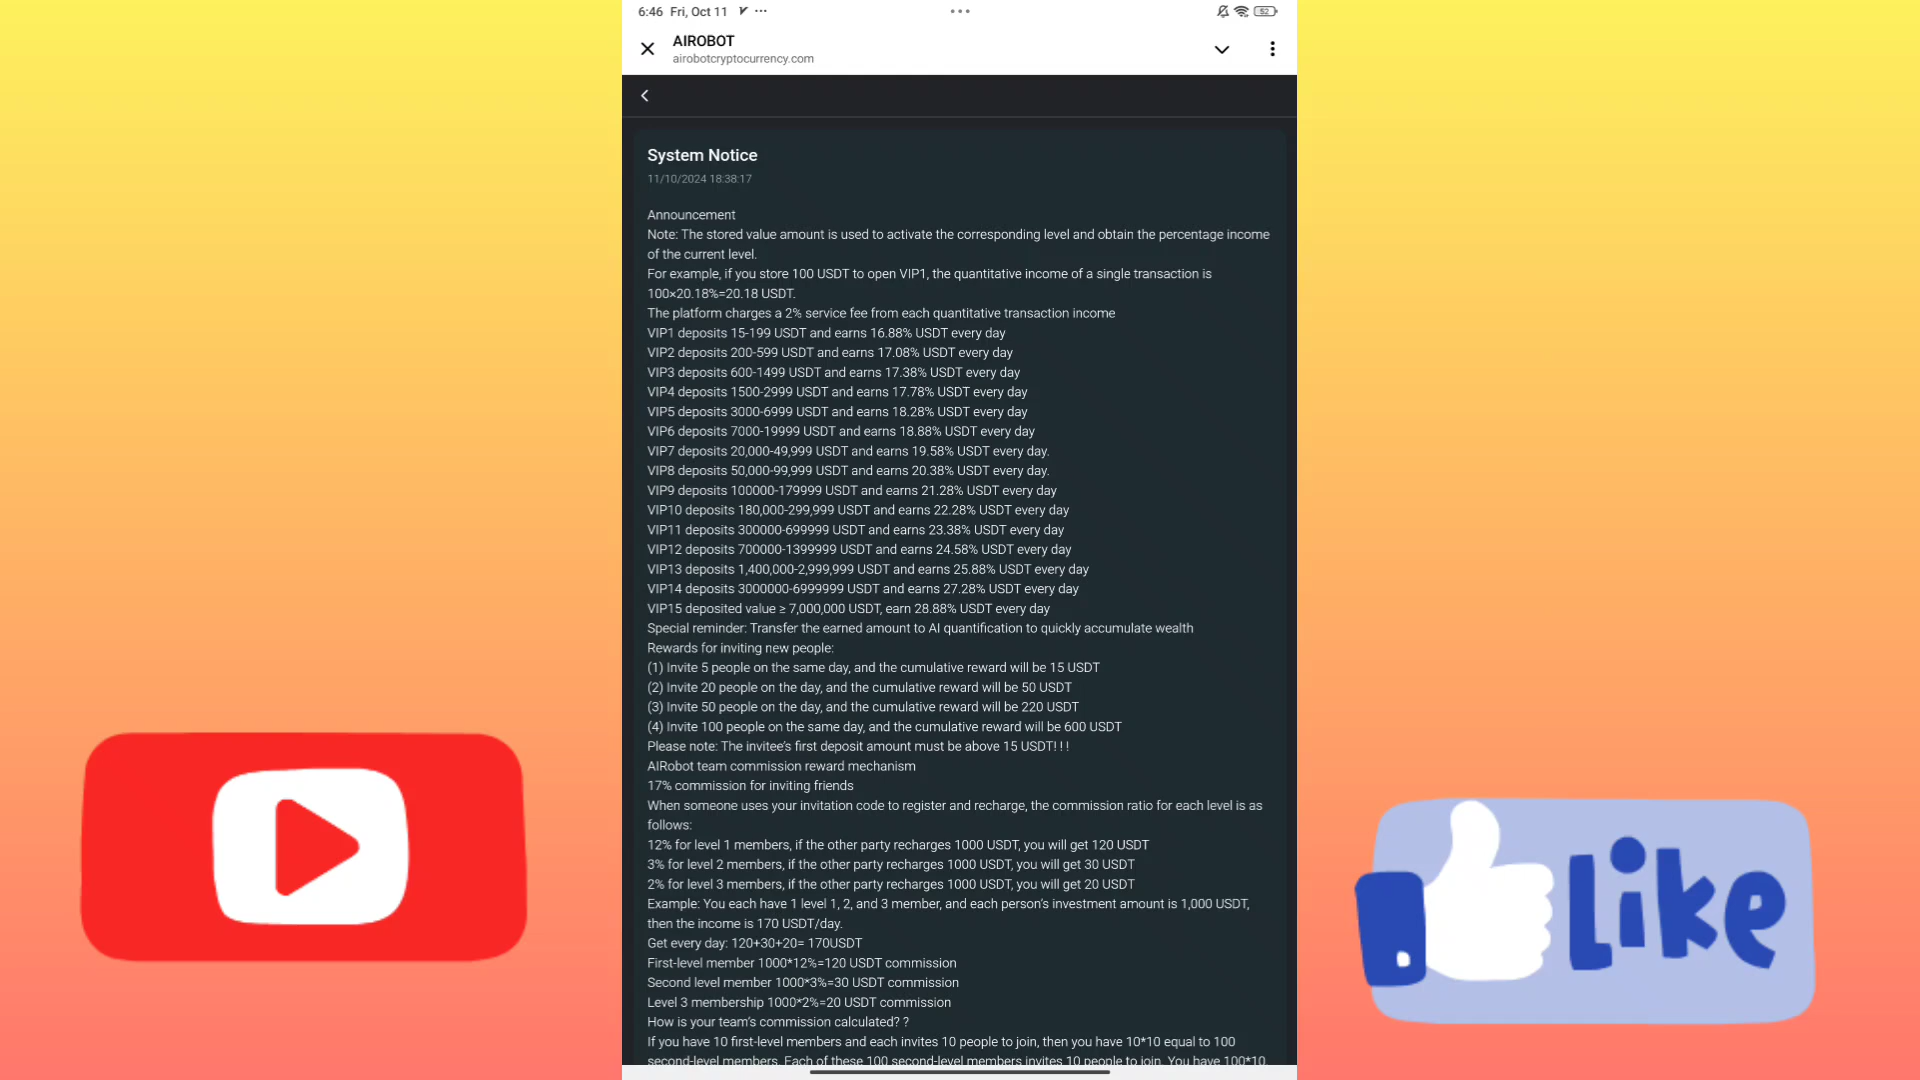 6:46 Fri, Oct 11
52
AIROBOT
airobotcryptocurrency.com
System Notice
11/10/2024 18:38:17
Announcement
Note: The stored value amount is used to activate the corresponding level and obtain the percentage income
of the current level.
For example, if you store 100 USDT to open VIP1, the quantitative income of a single transaction is
100×20.18%=20.18 USDT.
The platform charges a 2% service fee from each quantitative transaction income
VIP1 deposits 15-199 USDT and earns 16.88% USDT every day
VIP2 deposits 200-599 USDT and earns 17.08% USDT every day
VIP3 deposits 600-1499 USDT and earns 17.38% USDT every day
VIP4 deposits 1500-2999 USDT and earns 17.78% USDT every day
VIP5 deposits 3000-6999 USDT and earns 18.28% USDT every day
VIP6 deposits 7000-19999 USDT and earns 18.88% USDT every day
VIP7 deposits 20,000-49,999 USDT and earns 19.58% USDT every day.
VIP8 deposits 50,000-99,999 USDT and earns 20.38% USDT every day.
VIP9 deposits 100000-179999 USDT and earns 21.28% USDT every day
VIP10 deposits 180,000-299,999 USDT and earns 22.28% USDT every day
VIP11 deposits 300000-699999 USDT and earns 23.38% USDT every day
VIP12 deposits 700000-1399999 USDT and earns 24.58% USDT every day
VIP13 deposits 1,400,000-2,999,999 USDT and earns 25.88% USDT every day
VIP14 deposits 3000000-6999999 USDT and earns 27.28% USDT every day
VIP15 deposited value ≥ 7,000,000 USDT, earn 28.88% USDT every day
Special reminder: Transfer the earned amount to AI quantification to quickly accumulate wealth
Rewards for inviting new people:
(1) Invite 5 people on the same day, and the cumulative reward will be 15 USDT
(2) Invite 20 people on the day, and the cumulative reward will be 50 USDT
(3) Invite 50 people on the day, and the cumulative reward will be 220 USDT
(4) Invite 100 people on the same day, and the cumulative reward will be 600 USDT
Please note: The invitee's first deposit amount must be above 15 USDT! ! !
AIRobot team commission reward mechanism
17% commission for inviting friends
When someone uses your invitation code to register and recharge, the commission ratio for each level is as
follows:
12% for level 1 members, if the other party recharges 1000 USDT, you will get 120 USDT
3% for level 2 members, if the other party recharges 1000 USDT, you will get 30 USDT
2% for level 3 members, if the other party recharges 1000 USDT, you will get 20 USDT
Example: You each have 1 level 1, 2, and 3 member, and each person's investment amount is 1,000 USDT,
then the income is 170 USDT/day.
Get every day: 120+30+20= 170USDT
First-level member 1000*12%=120 USDT commission
Second level member 1000*3%=30 USDT commission
Level 3 membership 1000*2%=20 USDT commission
How is your team's commission calculated? ?
If you have 10 first-level members and each invites 10 people to join, then you have 10*10 equal to 100
second-level members. Each of these 100 second-level members invites 10 people to join. You have 100*10,
Like